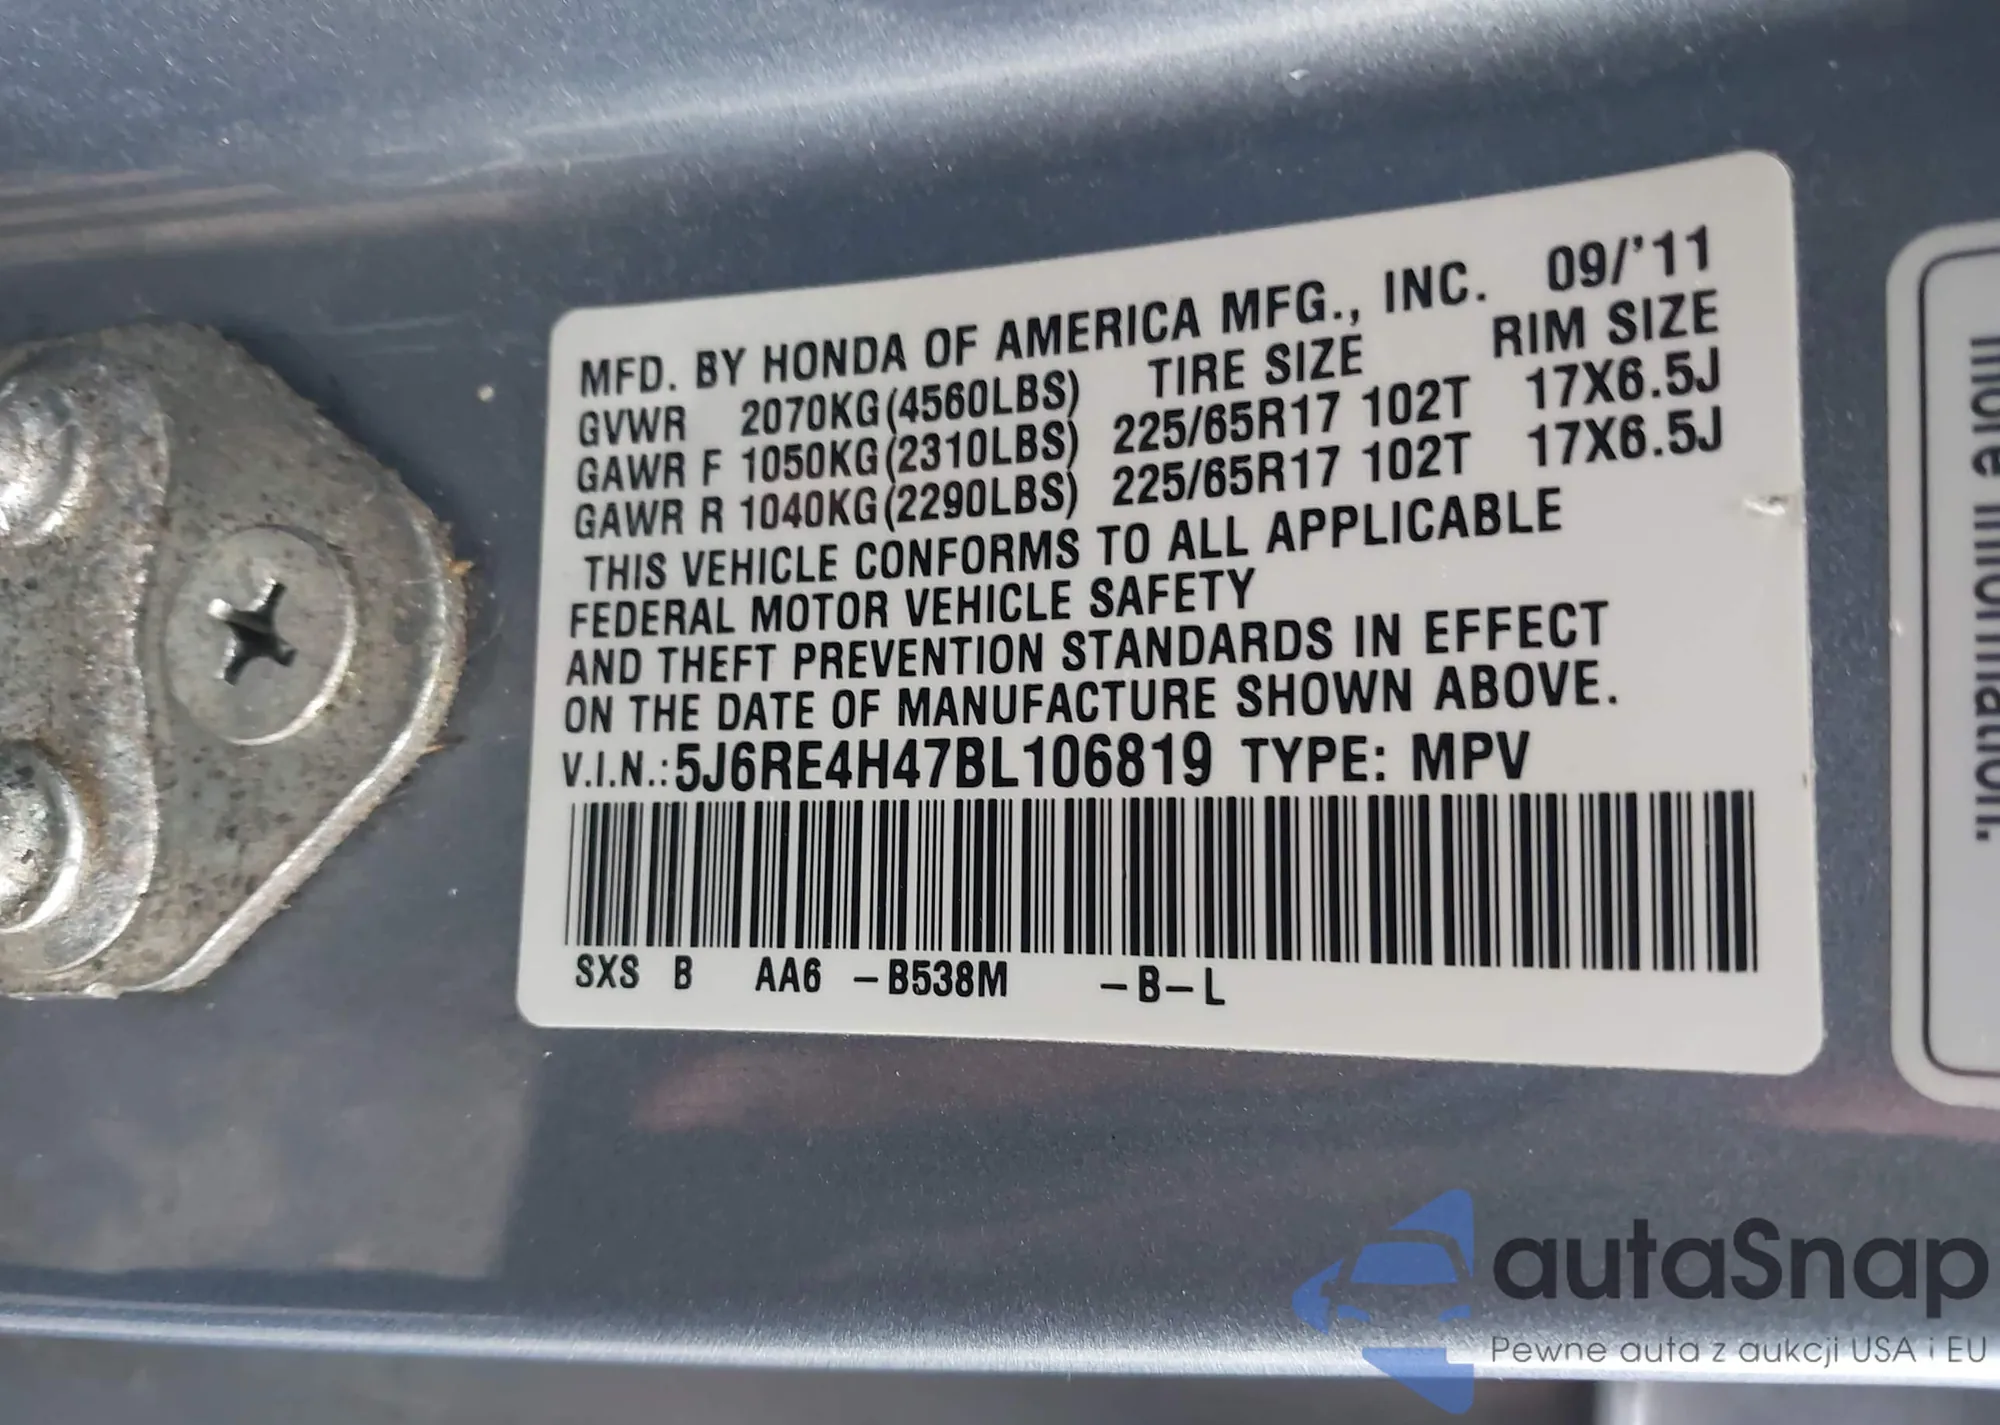 MFD. BY HONDA OF AMERICA MFG., INC. 09/'11
GVWR 2070KG(4560LBS) TIRE SIZE RIM SIZE
GAWR F 1050KG(2310LBS) 225/65R17 102T 17X6.5J
GAWR R 1040KG(2290LBS) 225/65R17 102T 17X6.5J
THIS VEHICLE CONFORMS TO ALL APPLICABLE
FEDERAL MOTOR VEHICLE SAFETY
AND THEFT PREVENTION STANDARDS IN EFFECT
ON THE DATE OF MANUFACTURE SHOWN ABOVE.
V.I.N.:5J6RE4H47BL106819 TYPE: MPV
SXS B AA6 -B538M -B-L
more information.
autaSnap
Pewne auta z aukcji USA i EU